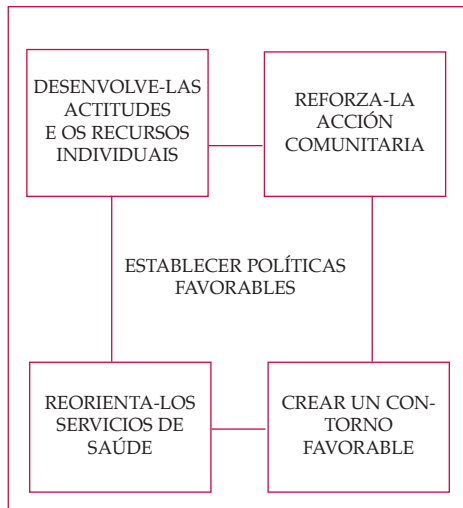 DESENVOLVE-LAS
ACTITUDES
E OS RECURSOS
INDIVIDUAIS
REFORZA-LA
ACCIÓN
COMUNITARIA
ESTABLECER POLÍTICAS
FAVORABLES
REORIENTA-LOS
SERVICIOS DE
SAÚDE
CREAR UN CON-
TORNO
FAVORABLE